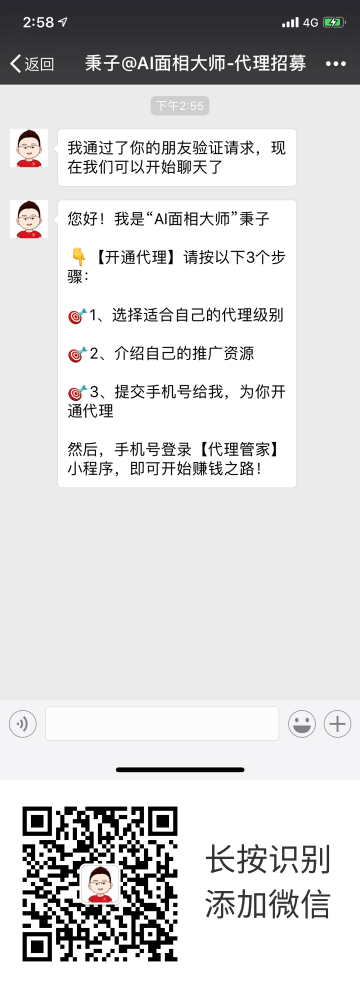 2:58
4G
返回
秉子@AI面相大师-代理招募
下午2:55
我通过了你的朋友验证请求，现
在我们可以开始聊天了
您好！我是“AI面相大师”秉子
👇【开通代理】请按以下3个步
骤：
🎯1、选择适合自己的代理级别
🎯2、介绍自己的推广资源
🎯3、提交手机号给我，为你开
通代理
然后，手机号登录【代理管家】
小程序，即可开始赚钱之路！
长按识别
添加微信